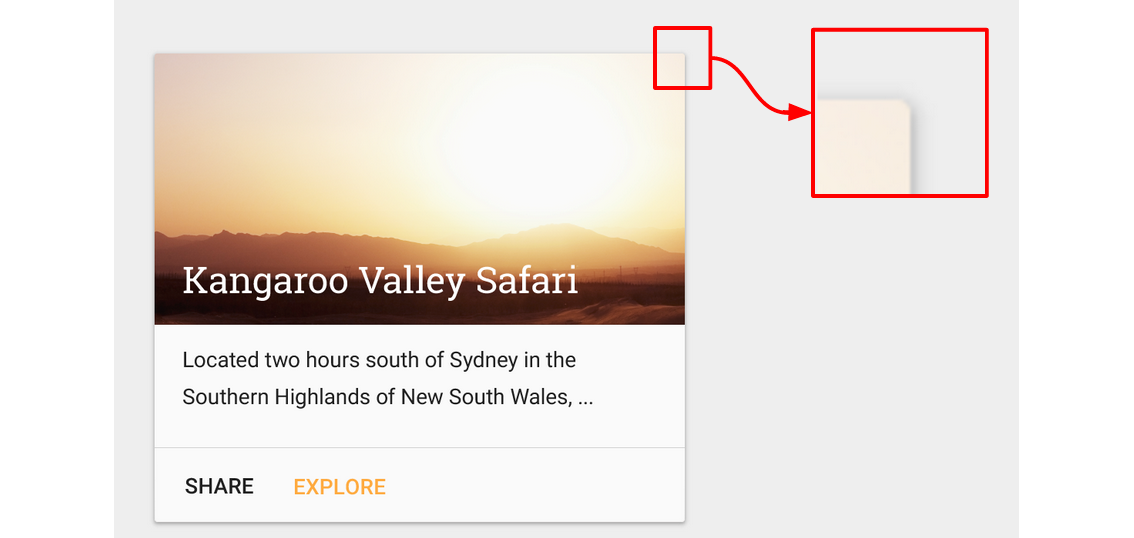 Kangaroo Valley Safari
Located two hours south of Sydney in the
Southern Highlands of New South Wales, ...
SHARE EXPLORE